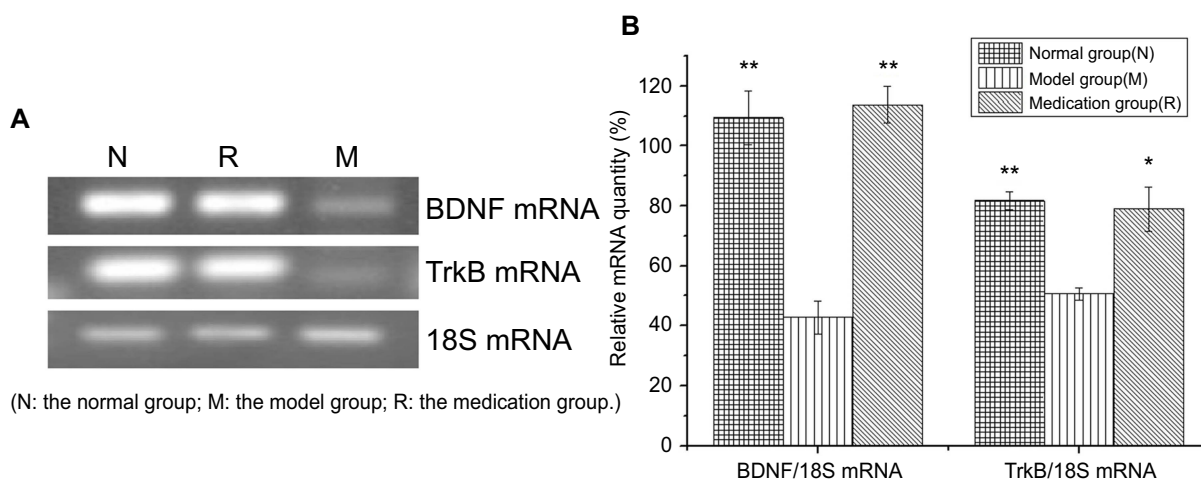 A
N R M
BDNF mRNA
TrkB mRNA
18S mRNA
(N: the normal group; M: the model group; R: the medication group.)
B
Normal group(N)
Model group(M)
Medication group(R)
Relative mRNA quantity (%)
120
100
80
60
40
20
0
** ** ** *
BDNF/18S mRNA TrkB/18S mRNA